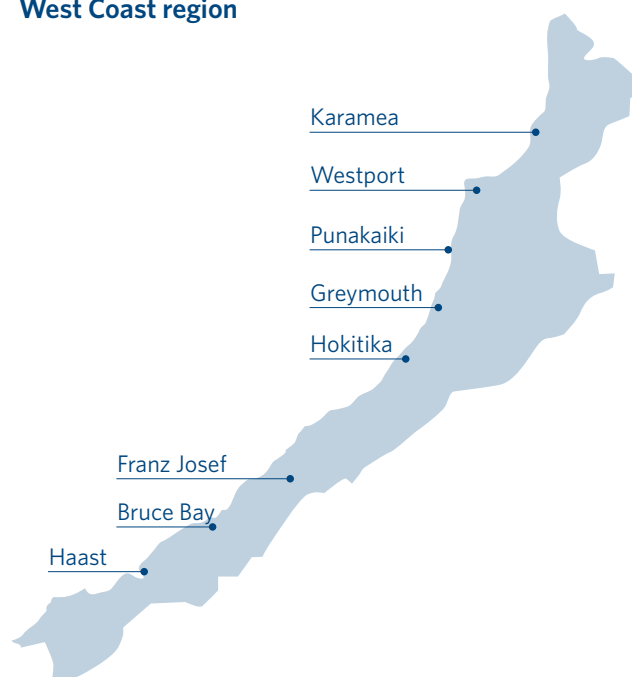 West Coast region
Karamea
Westport
Punakaiki
Greymouth
Hokitika
Franz Josef
Bruce Bay
Haast